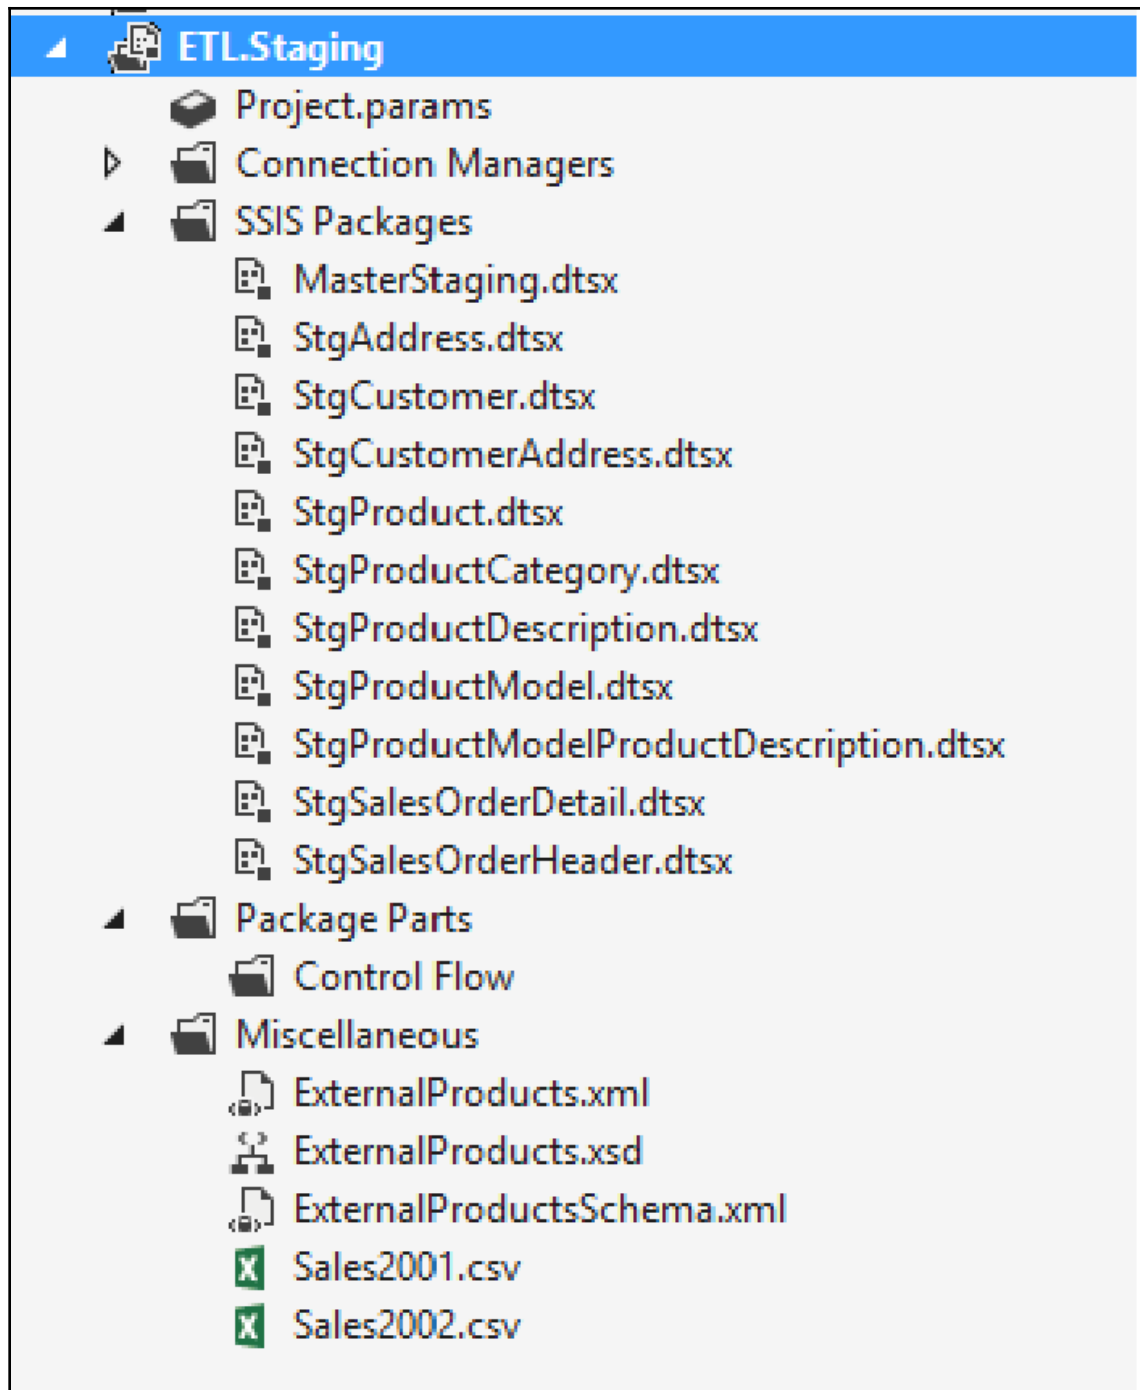 ETL.Staging
Project.params
Connection Managers
SSIS Packages
MasterStaging.dtsx
StgAddress.dtsx
StgCustomer.dtsx
StgCustomerAddress.dtsx
StgProduct.dtsx
StgProductCategory.dtsx
StgProductDescription.dtsx
StgProductModel.dtsx
StgProductModelProductDescription.dtsx
StgSalesOrderDetail.dtsx
StgSalesOrderHeader.dtsx
Package Parts
Control Flow
Miscellaneous
ExternalProducts.xml
ExternalProducts.xsd
ExternalProductsSchema.xml
Sales2001.csv
Sales2002.csv